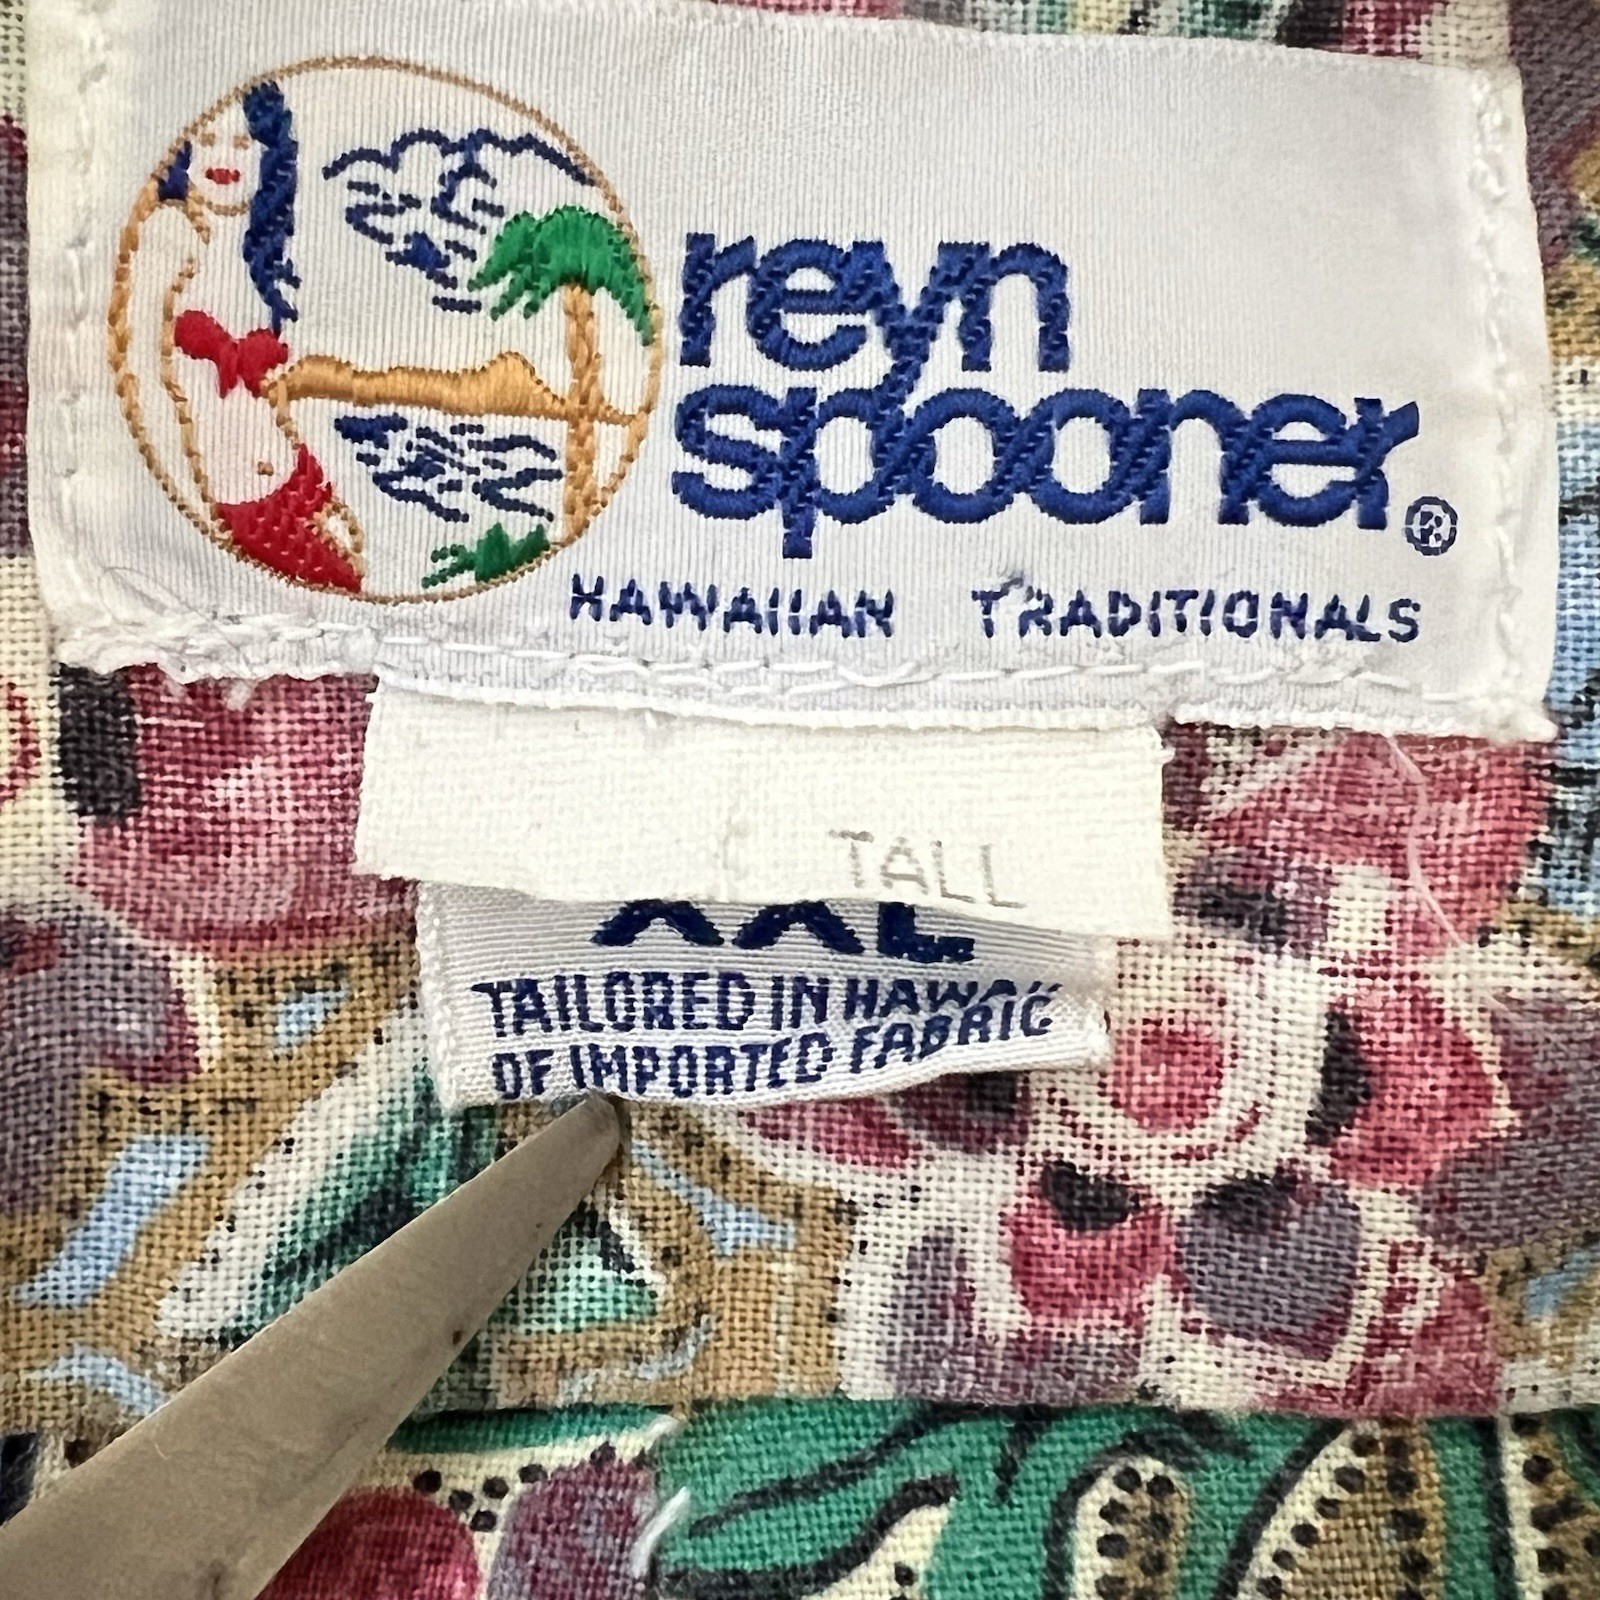 reyn
spooner®
HAWAIIAN TRADITIONALS
TALL
XXL
TAILORED IN HAWAII
OF IMPORTED FABRIC